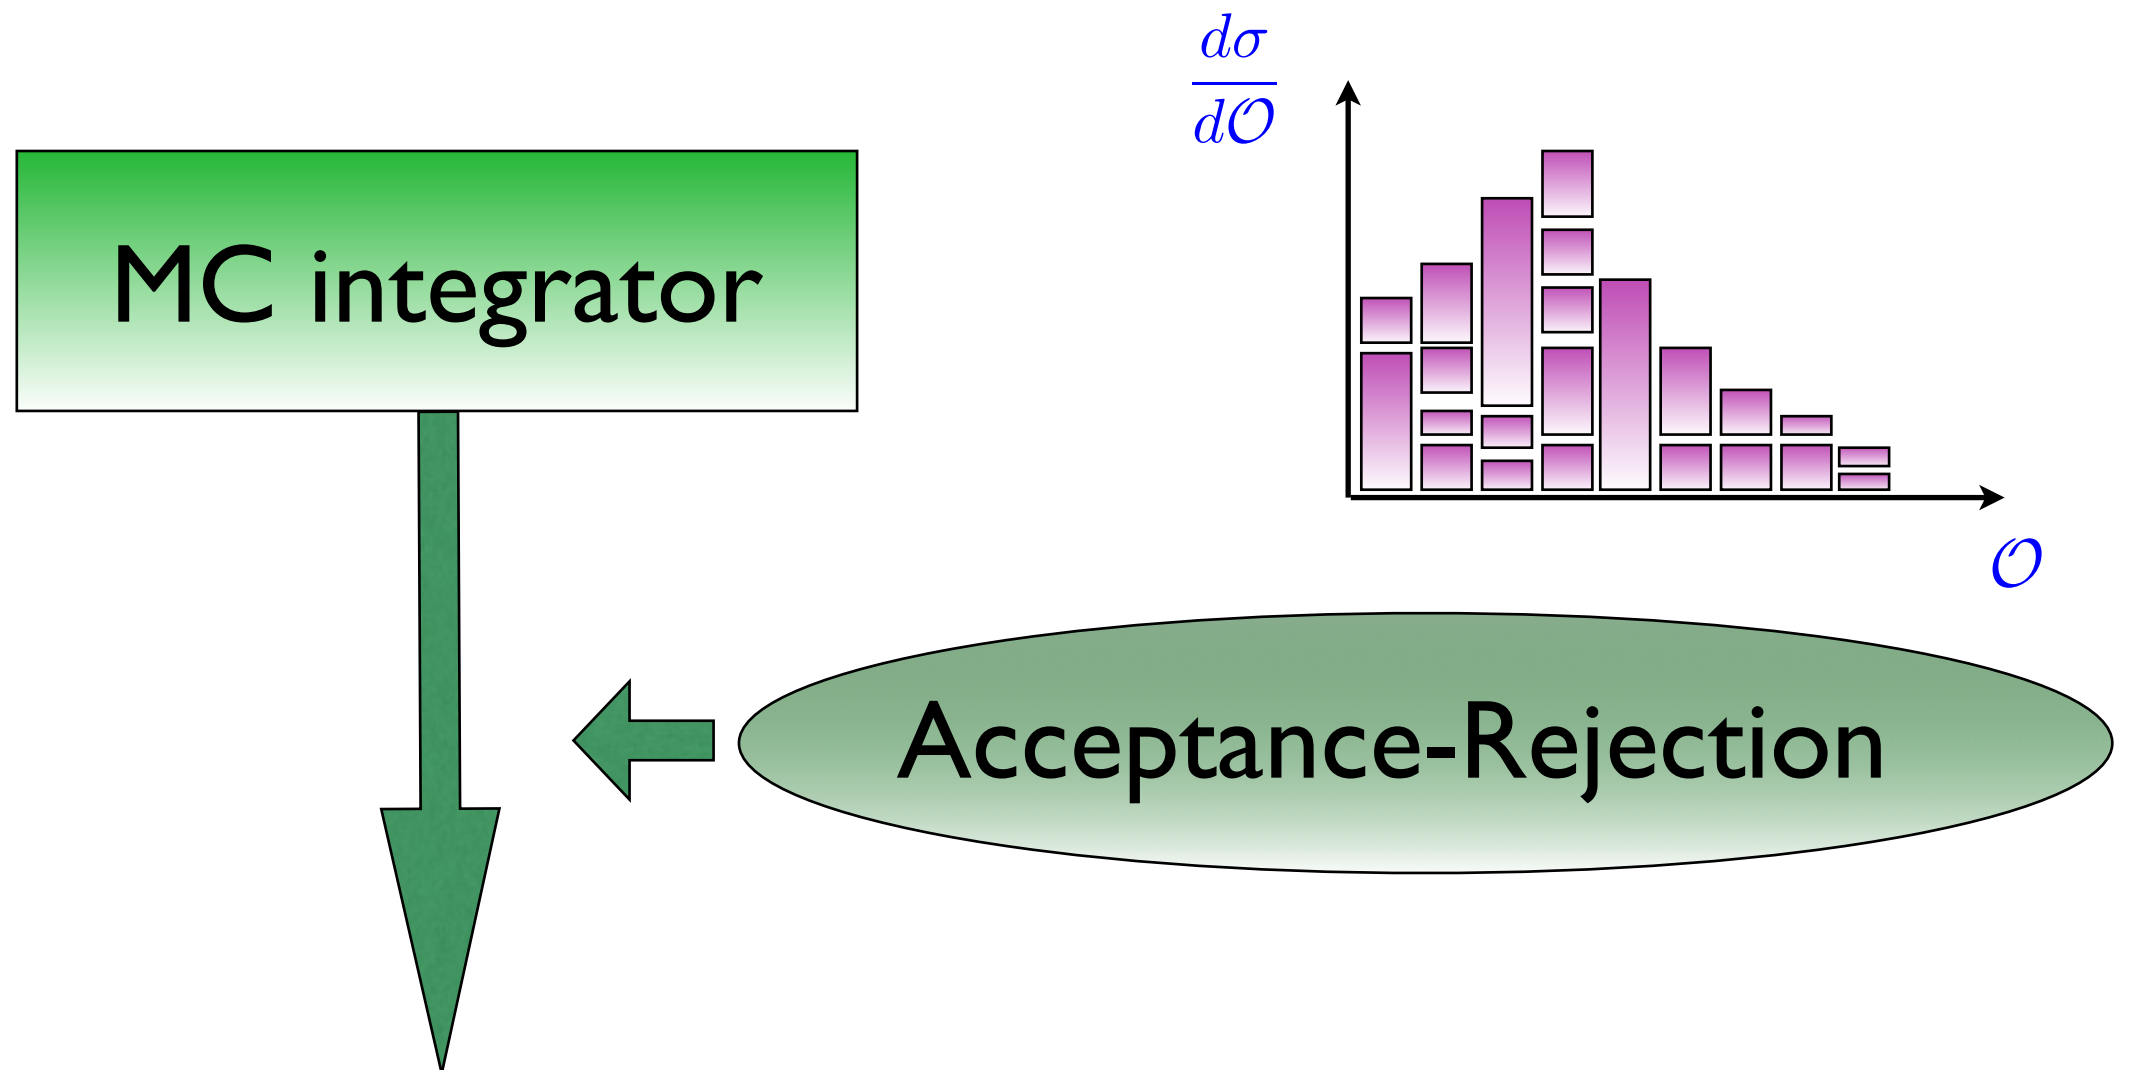 dσ
d𝒪
MC integrator
𝒪
Acceptance-Rejection